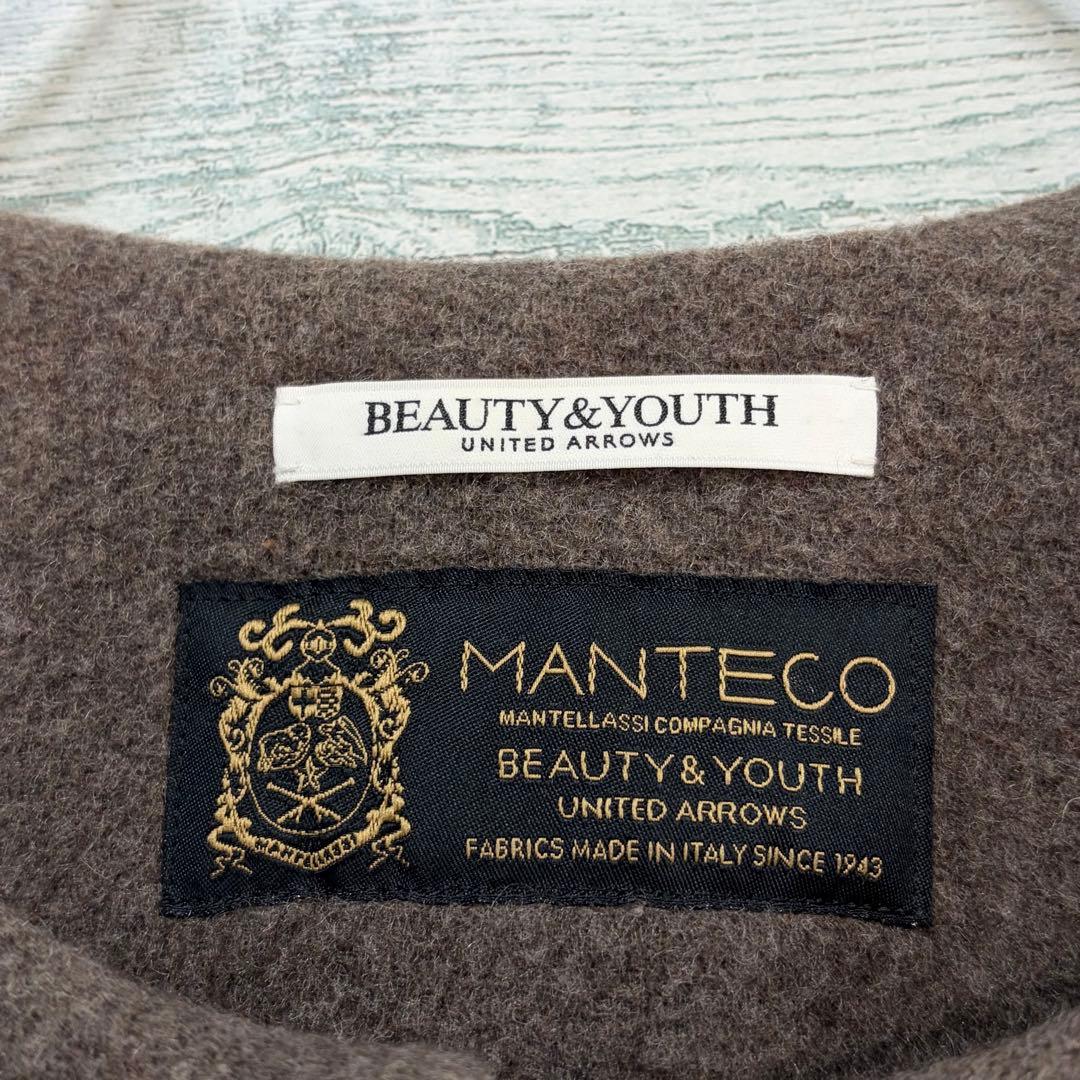 BEAUTY&YOUTH
UNITED ARROWS
MANTECO
MANTELLASSI COMPAGNIA TESSILE
BEAUTY & YOUTH
UNITED ARROWS
FABRICS MADE IN ITALY SINCE 1943